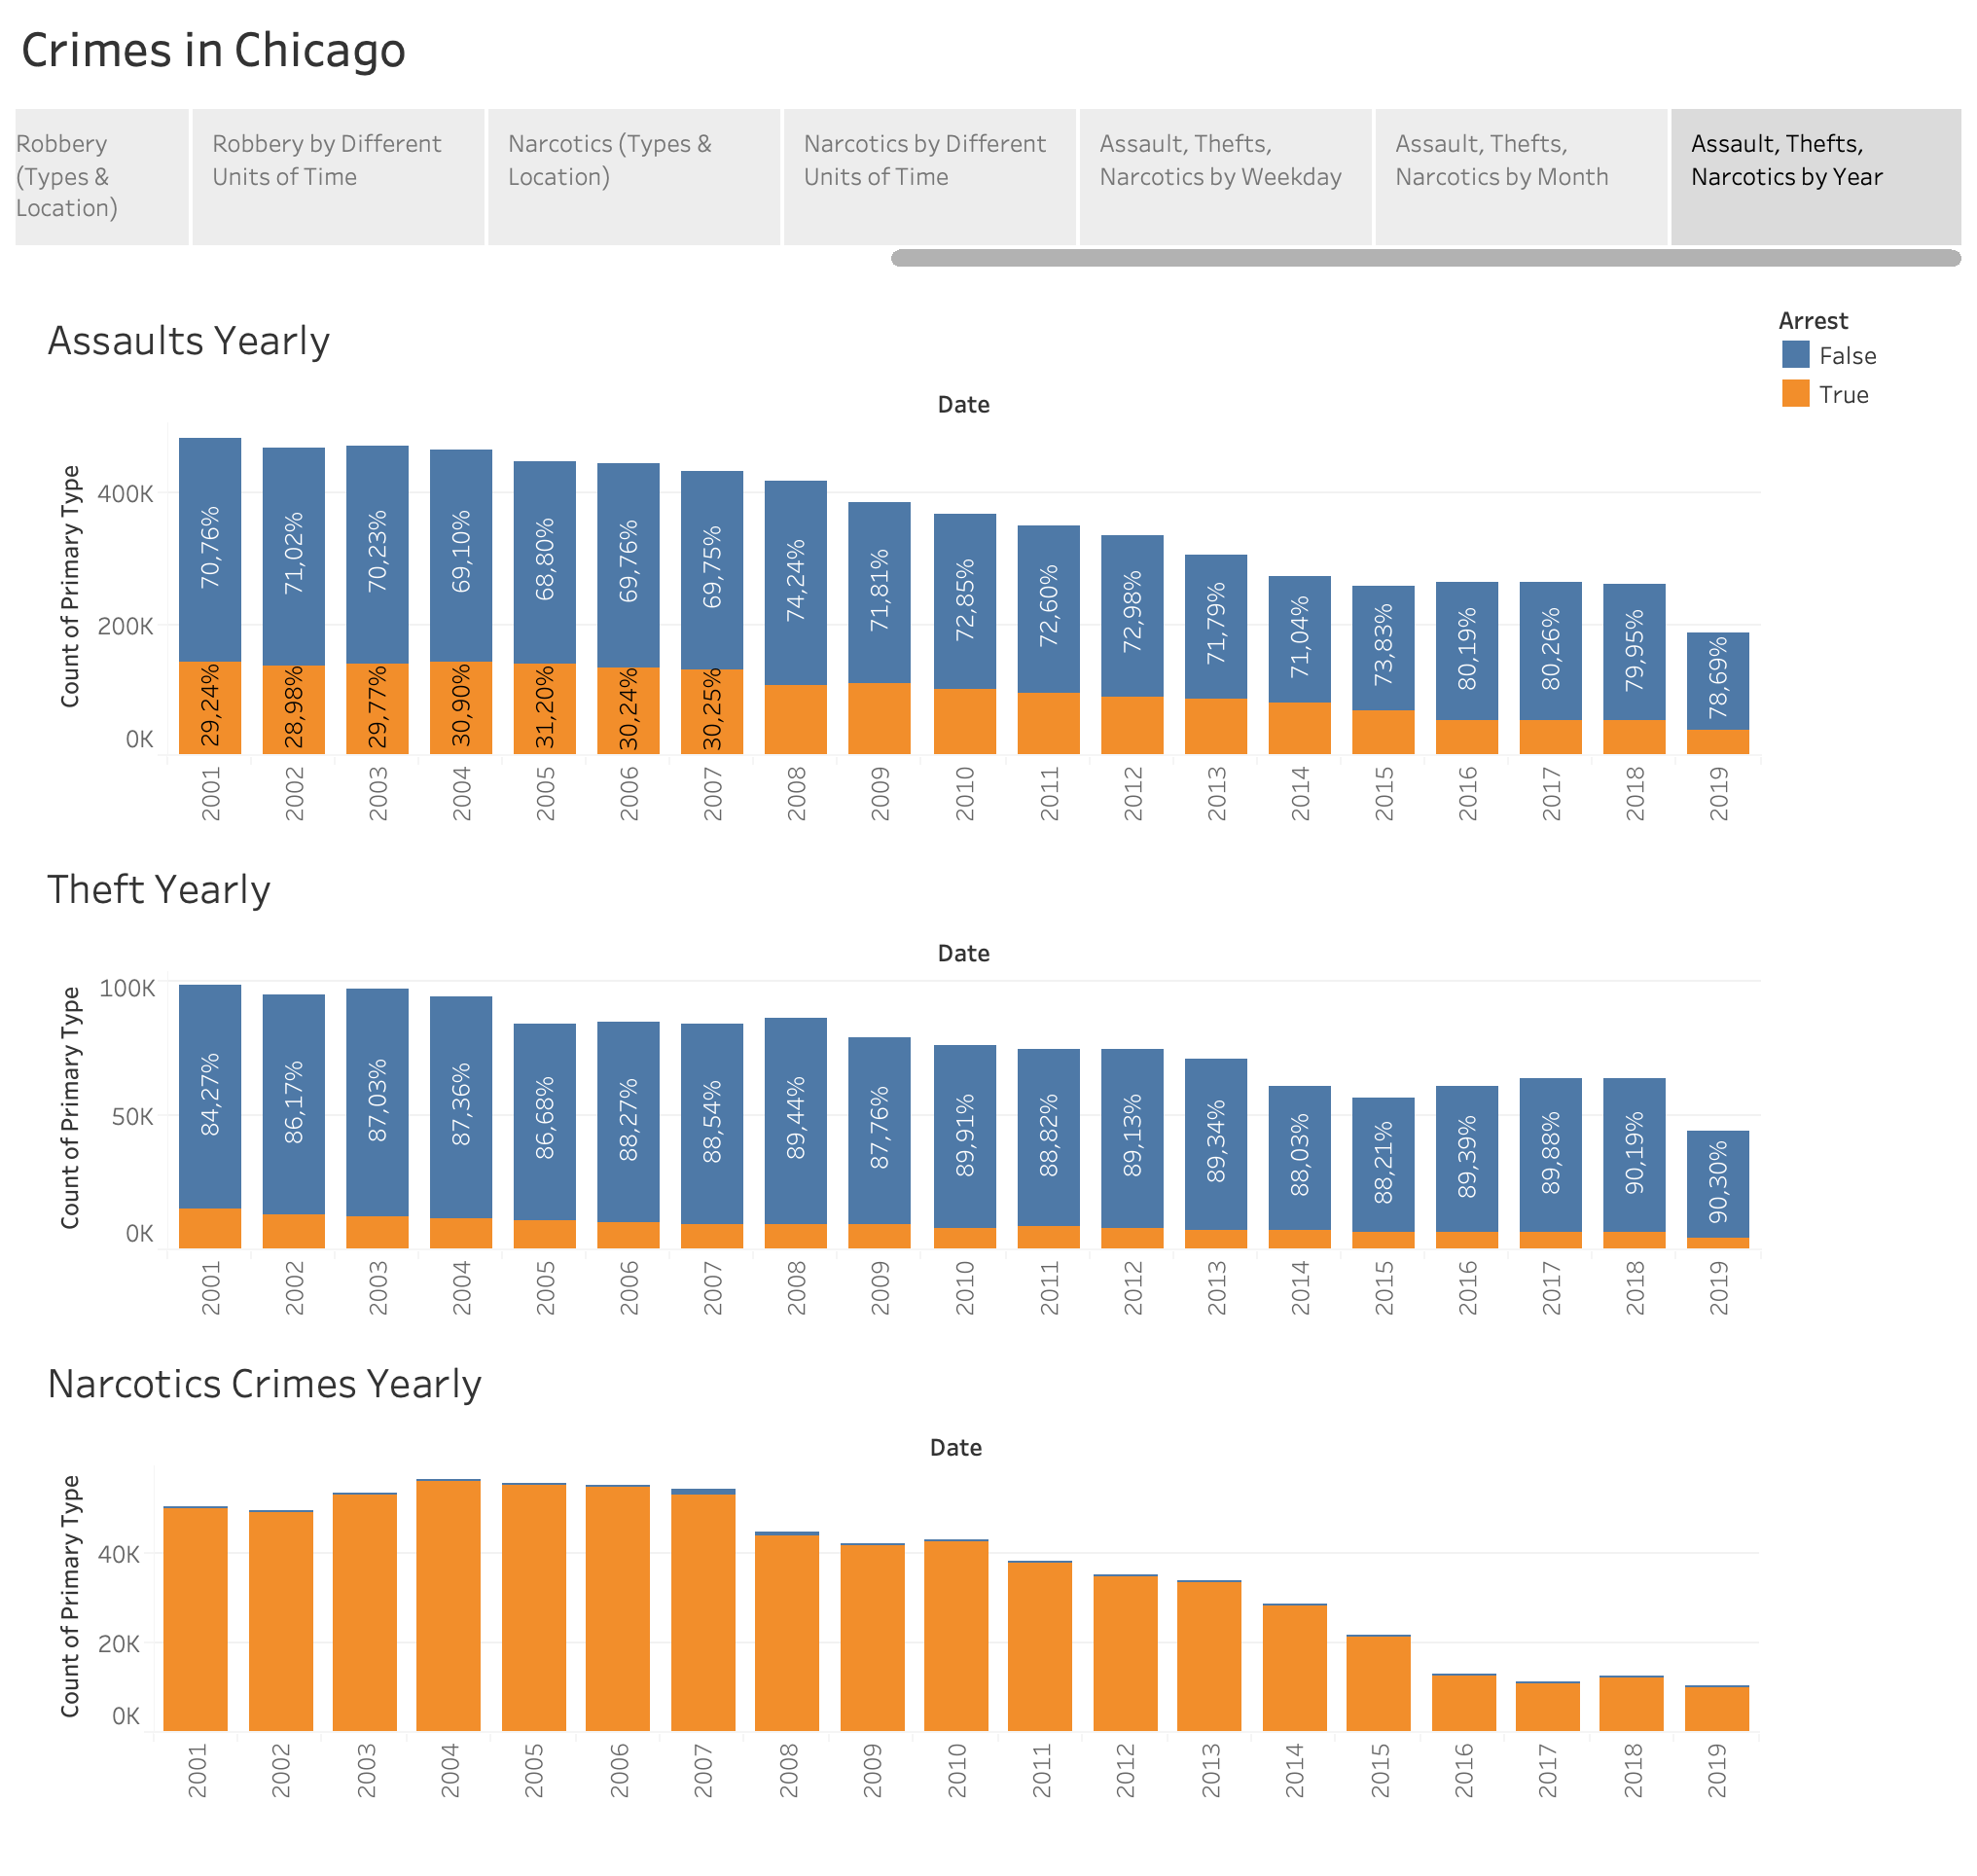 Crimes in Chicago
Robbery
(Types &
Location)
Robbery by Different
Units of Time
Narcotics (Types &
Location)
Narcotics by Different
Units of Time
Assault, Thefts,
Narcotics by Weekday
Assault, Thefts,
Narcotics by Month
Assault, Thefts,
Narcotics by Year
Arrest
False
True
Assaults Yearly
Date
Count of Primary Type
400K
200K
0K
70,76%
71,02%
70,23%
69,10%
68,80%
69,76%
69,75%
74,24%
71,81%
72,85%
72,60%
72,98%
71,79%
71,04%
73,83%
80,19%
80,26%
79,95%
78,69%
29,24%
28,98%
29,77%
30,90%
31,20%
30,24%
30,25%
2001
2002
2003
2004
2005
2006
2007
2008
2009
2010
2011
2012
2013
2014
2015
2016
2017
2018
2019
Theft Yearly
Date
Count of Primary Type
100K
50K
0K
84,27%
86,17%
87,03%
87,36%
86,68%
88,27%
88,54%
89,44%
87,76%
89,91%
88,82%
89,13%
89,34%
88,03%
88,21%
89,39%
89,88%
90,19%
90,30%
2001
2002
2003
2004
2005
2006
2007
2008
2009
2010
2011
2012
2013
2014
2015
2016
2017
2018
2019
Narcotics Crimes Yearly
Date
Count of Primary Type
40K
20K
0K
2001
2002
2003
2004
2005
2006
2007
2008
2009
2010
2011
2012
2013
2014
2015
2016
2017
2018
2019